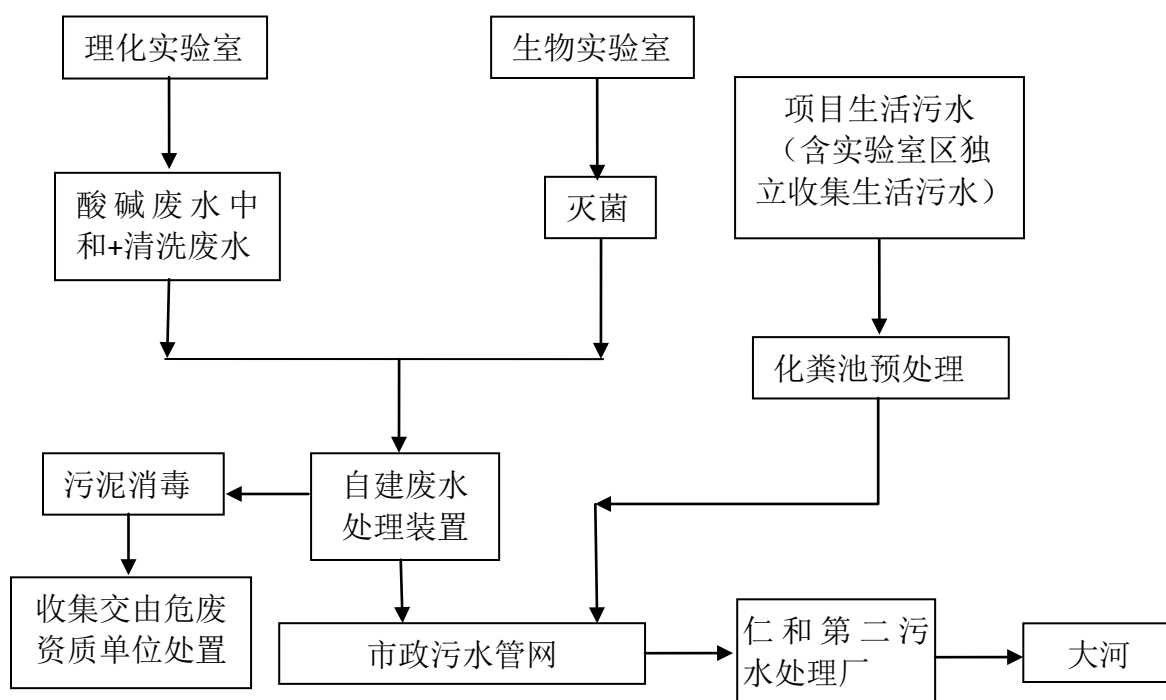 理化实验室
生物实验室
项目生活污水
（含实验室区独
立收集生活污水）
酸碱废水中
和+清洗废水
灭菌
化粪池预处理
污泥消毒
自建废水
处理装置
收集交由危废
资质单位处置
市政污水管网
仁和第二污
水处理厂
大河